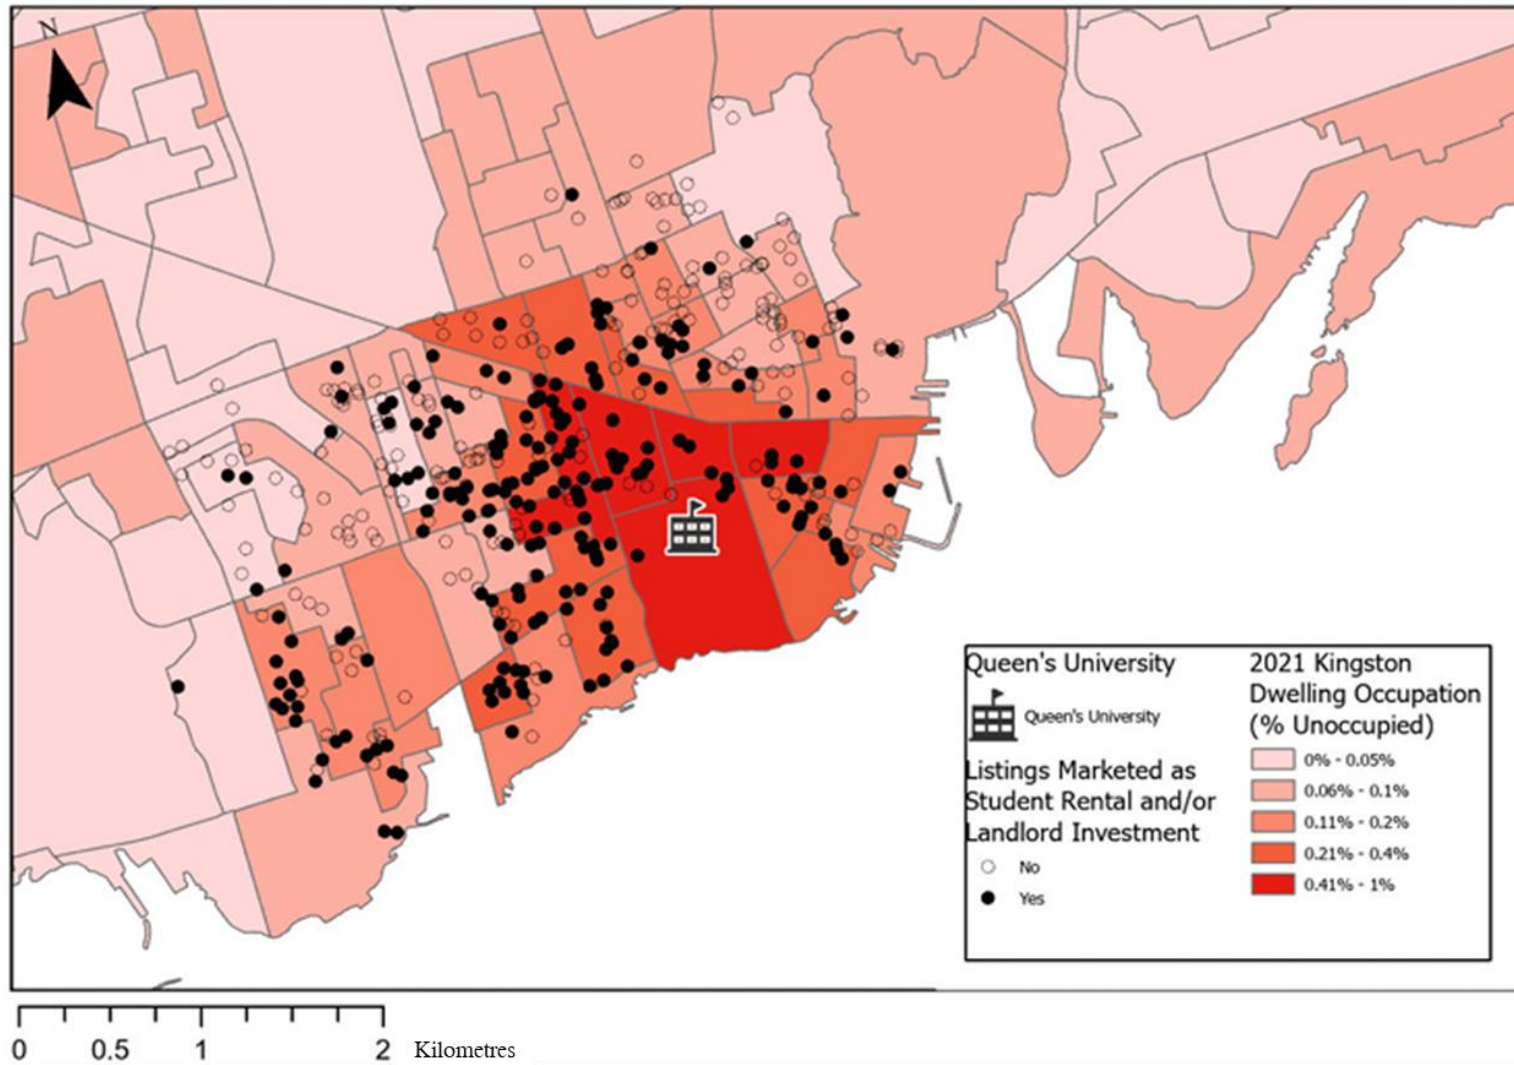 N
Queen's University
Queen's University
Listings Marketed as
Student Rental and/or
Landlord Investment
No
Yes
2021 Kingston
Dwelling Occupation
(% Unoccupied)
0% - 0.05%
0.06% - 0.1%
0.11% - 0.2%
0.21% - 0.4%
0.41% - 1%
0 0.5 1 2 Kilometres